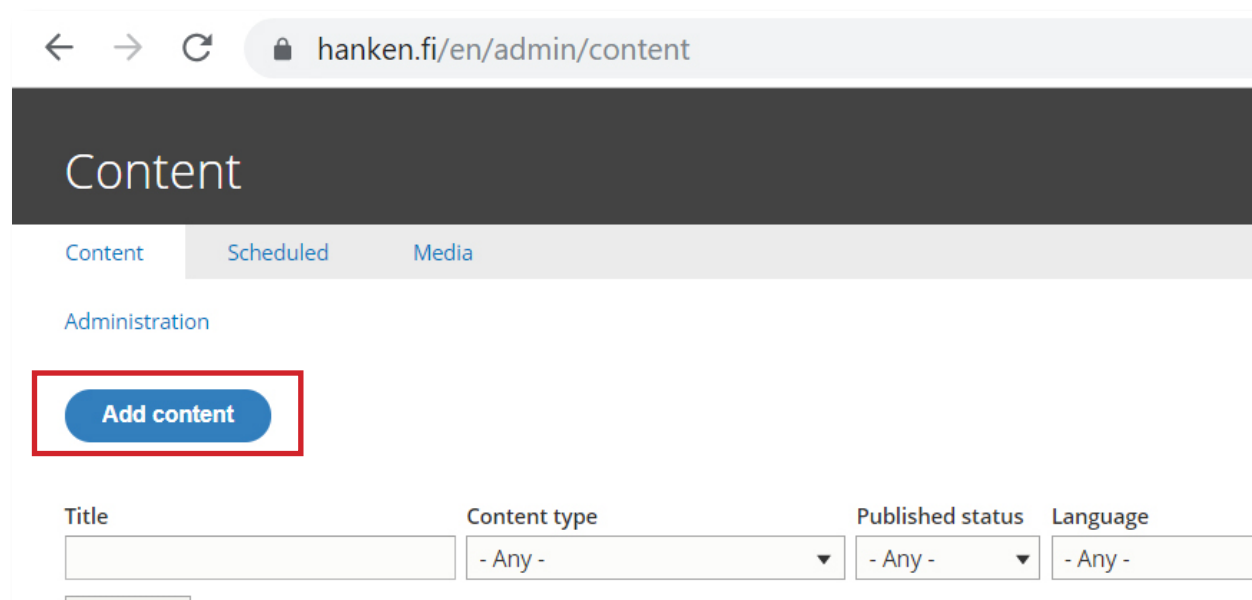 hanken.fi/en/admin/content
Content
Content Scheduled Media
Administration
Add content
Title Content type Published status Language
- Any - - Any - - Any -